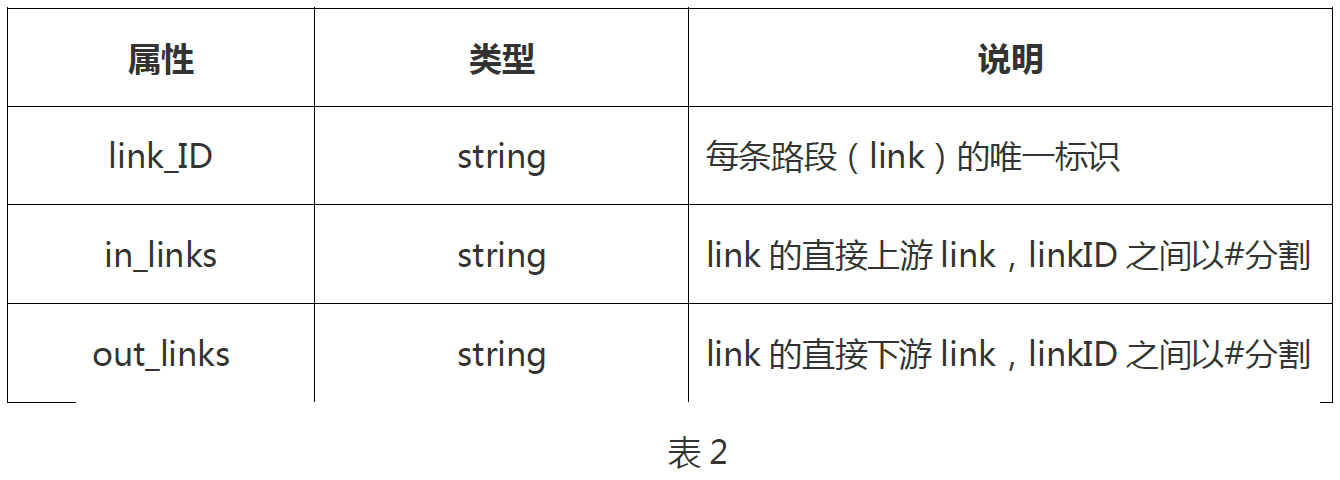 属性 类型 说明
link_ID string 每条路段（link）的唯一标识
in_links string link 的直接上游 link，linkID 之间以#分割
out_links string link 的直接下游 link，linkID 之间以#分割
表 2